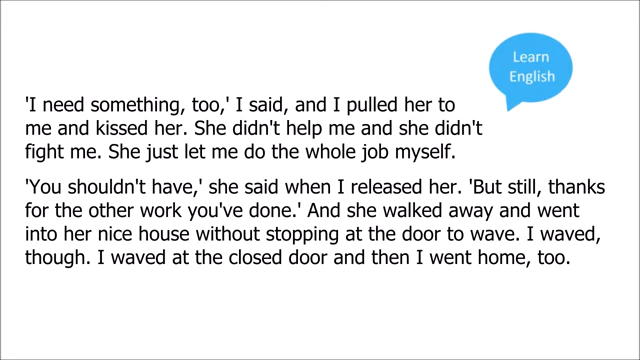 Learn
English
'I need something, too,' I said, and I pulled her to
me and kissed her. She didn't help me and she didn't
fight me. She just let me do the whole job myself.
'You shouldn't have,' she said when I released her. 'But still, thanks
for the other work you've done.' And she walked away and went
into her nice house without stopping at the door to wave. I waved,
though. I waved at the closed door and then I went home, too.